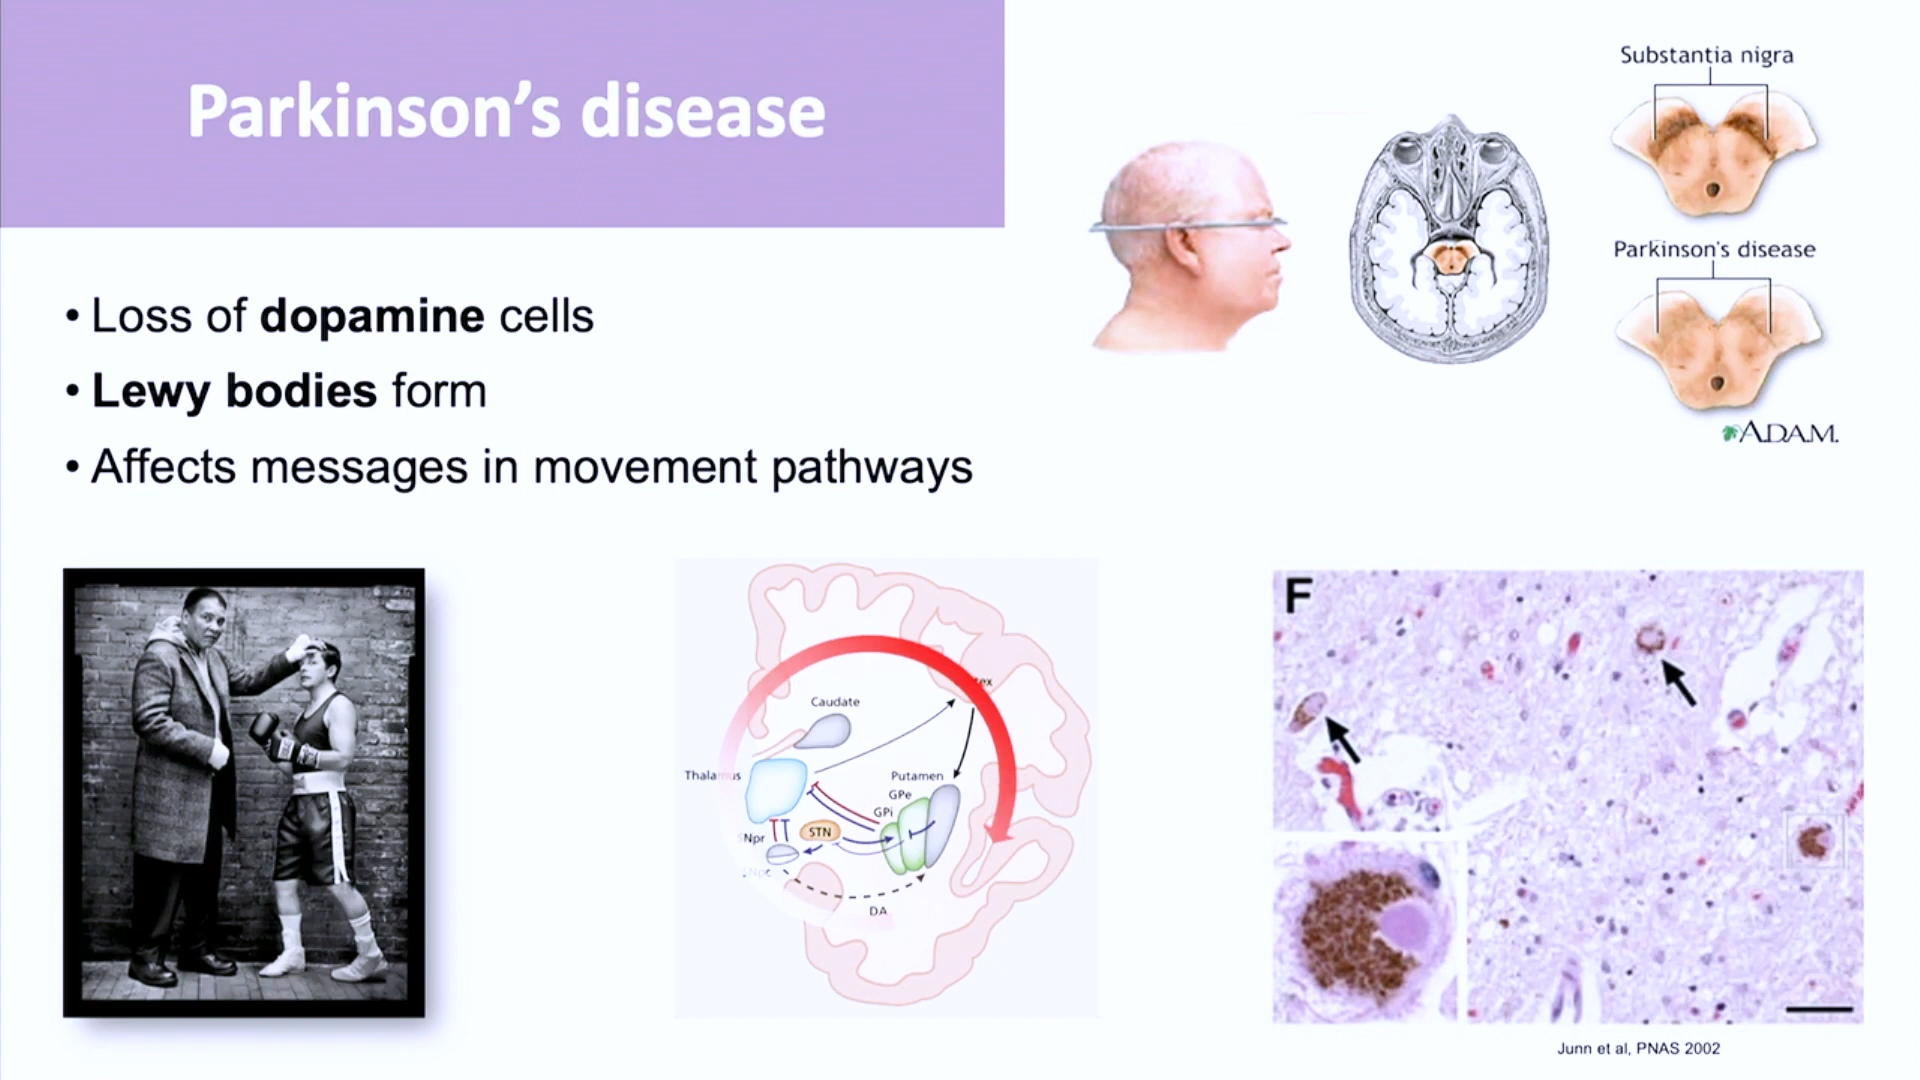 Parkinson's disease
• Loss of dopamine cells
• Lewy bodies form
• Affects messages in movement pathways
Substantia nigra
Parkinson's disease
A.D.A.M.
Caudate
Thalamus
Putamen
GPe
GPi
STN
DA
F
Junn et al, PNAS 2002